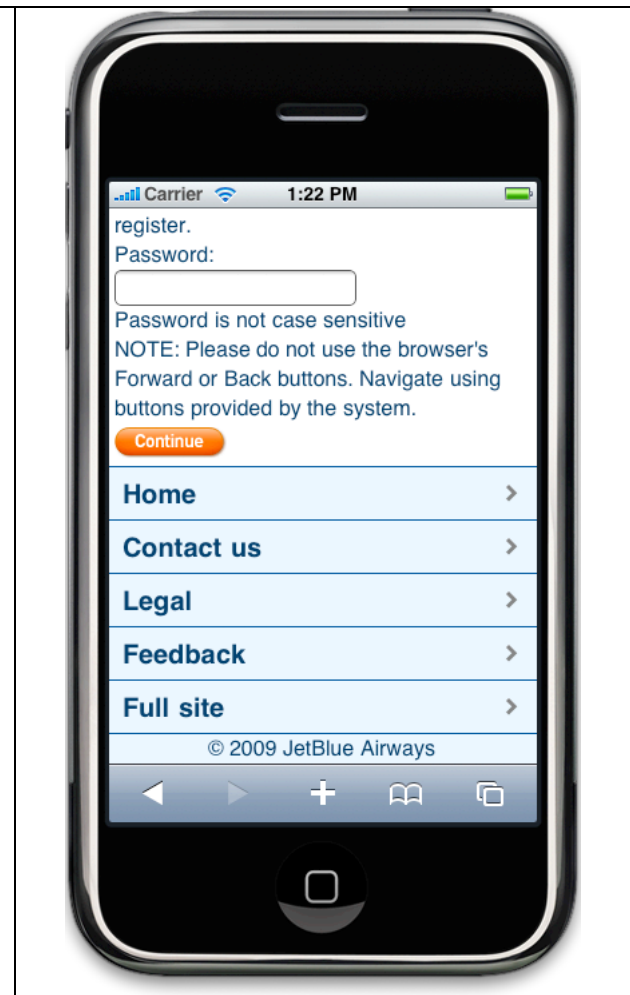 Carrier 1:22 PM
register.
Password:
Password is not case sensitive
NOTE: Please do not use the browser's
Forward or Back buttons. Navigate using
buttons provided by the system.
Continue
Home
Contact us
Legal
Feedback
Full site
© 2009 JetBlue Airways